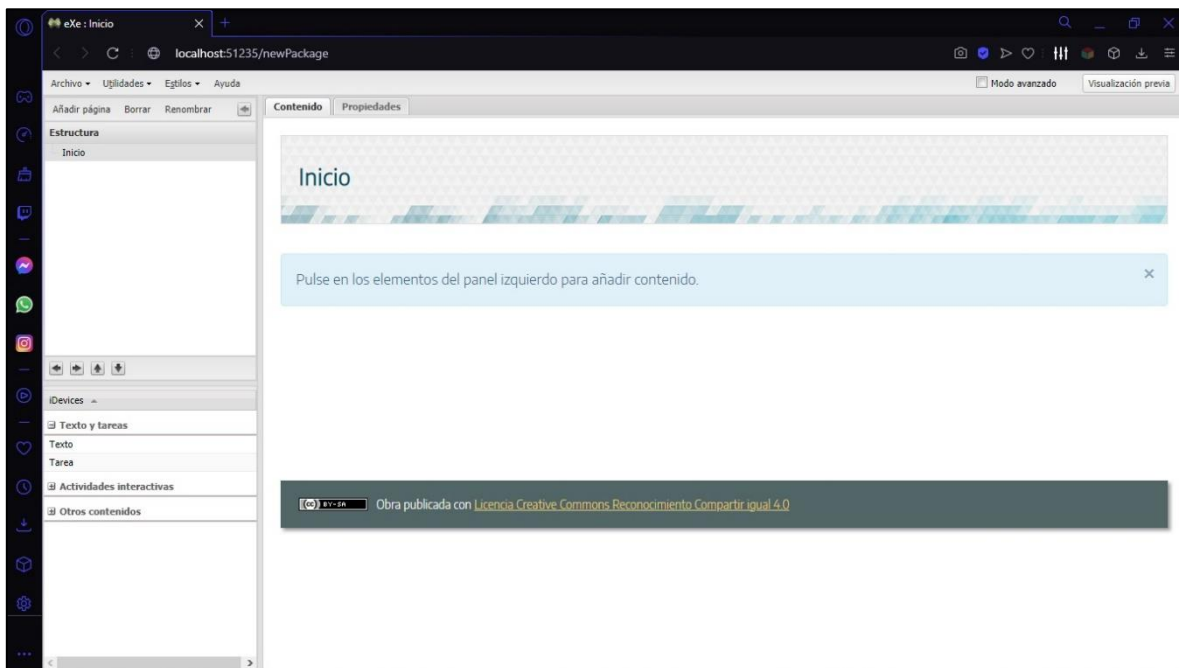 eXe : Inicio
localhost:51235/newPackage
Archivo Utilidades Estilos Ayuda
Modo avanzado Visualización previa
Añadir página Borrar Renombrar
Contenido Propiedades
Estructura
Inicio
Inicio
Pulse en los elementos del panel izquierdo para añadir contenido.
iDevices
Texto y tareas
Texto
Tarea
Actividades interactivas
Otros contenidos
(cc) BY-SA Obra publicada con Licencia Creative Commons Reconocimiento Compartir igual 4.0